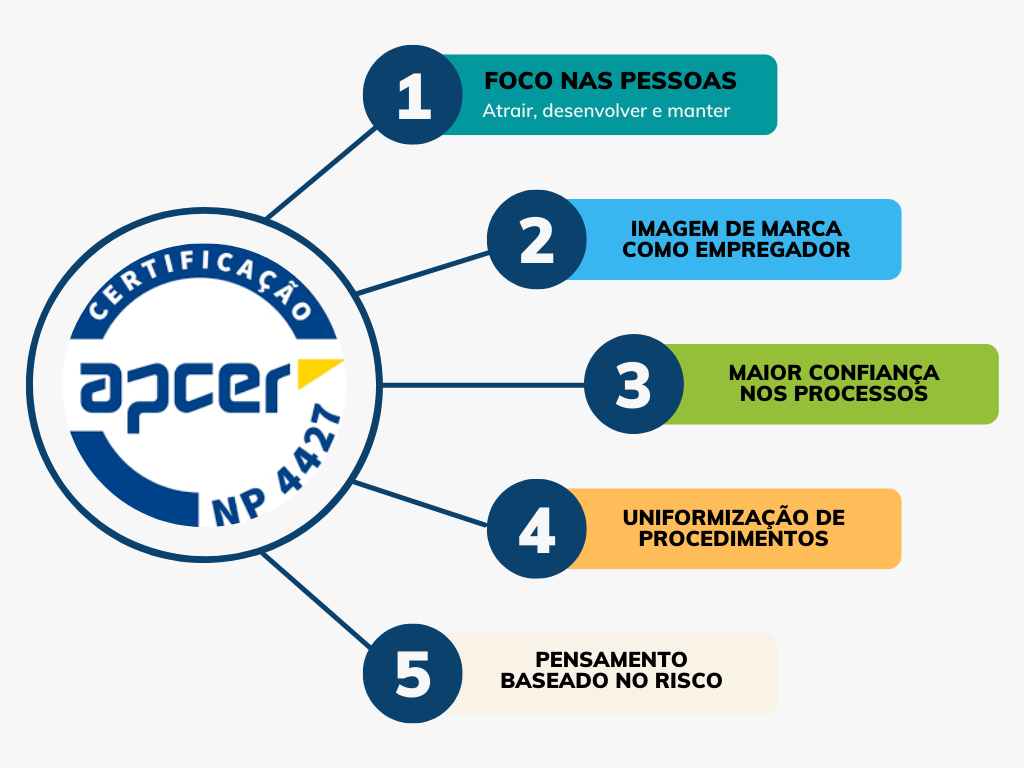 1
FOCO NAS PESSOAS
Atrair, desenvolver e manter
2
IMAGEM DE MARCA
COMO EMPREGADOR
CERTIFICAÇÃO
apcer
NP 4427
3
MAIOR CONFIANÇA
NOS PROCESSOS
4
UNIFORMIZAÇÃO DE
PROCEDIMENTOS
5
PENSAMENTO
BASEADO NO RISCO